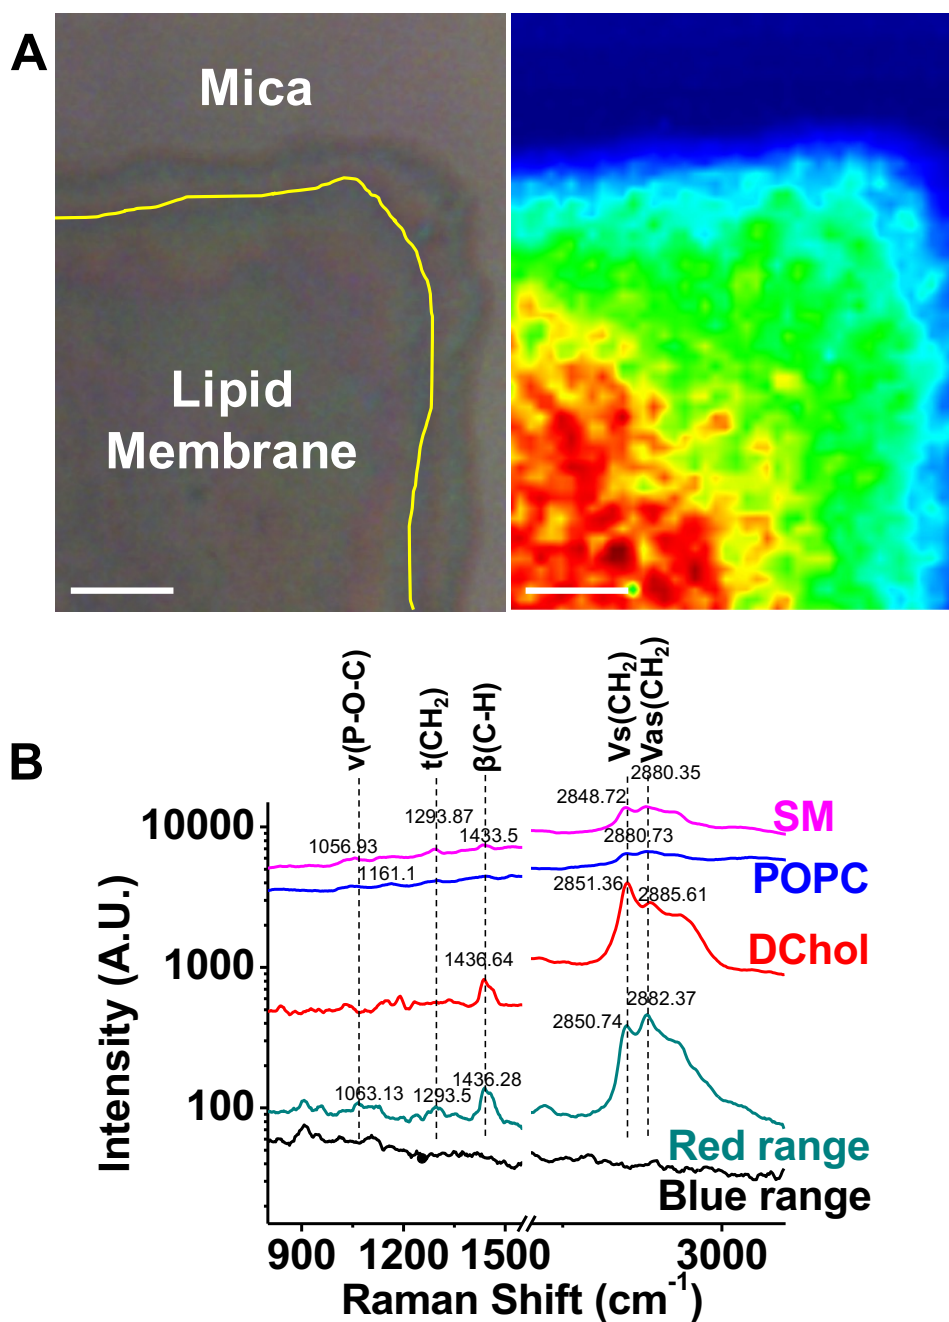 A
Mica
Lipid
Membrane
B
ν(P-O-C)
t(CH₂)
β(C-H)
Vs(CH₂)
Vas(CH₂)
2880.35
2848.72
1293.87
10000
SM
1056.93
1433.5
2880.73
1161.1
POPC
2851.36
2885.61
DChol
1436.64
1000
2882.37
2850.74
1436.28
1063.13
1293.5
100
Red range
Blue range
Intensity (A.U.)
900
1200
1500
3000
Raman Shift (cm⁻¹)